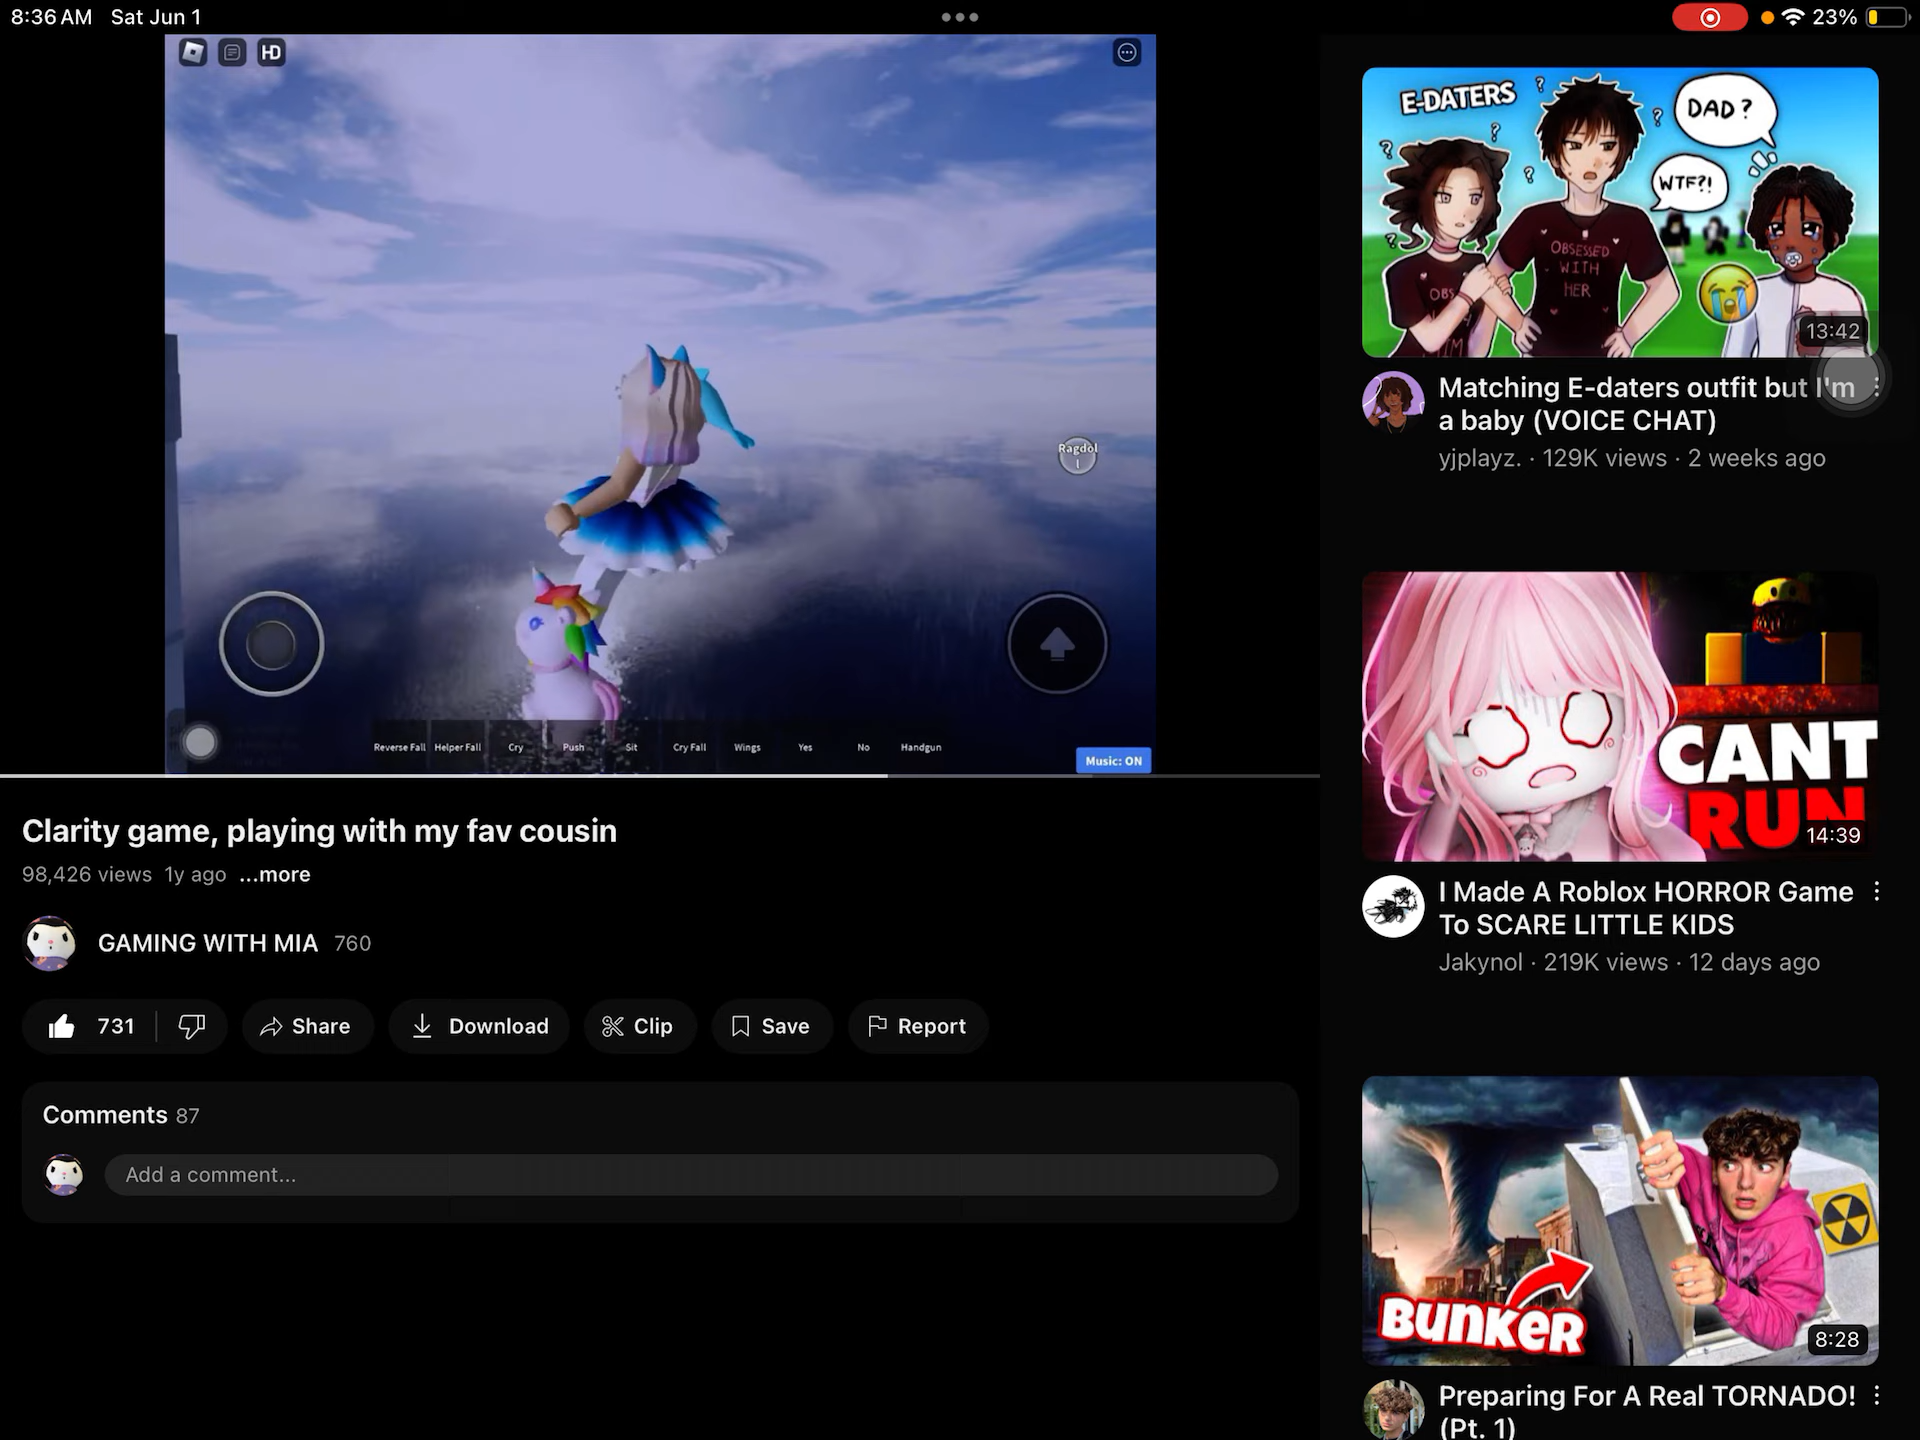 8:36 AM Sat Jun 1
23%
HD
Ragdol
l
Reverse Fall Helper Fall Cry Push Sit Cry Fall Wings Yes No Handgun
Music: ON
Clarity game, playing with my fav cousin
98,426 views 1y ago ...more
GAMING WITH MIA 760
731 Share Download Clip Save Report
Comments 87
Add a comment...
E-DATERS
DAD?
WTF?!
OBSESSED
WITH
HER
OBS
13:42
Matching E-daters outfit but I'm
a baby (VOICE CHAT)
yjplayz. · 129K views · 2 weeks ago
CANT
RUN
14:39
I Made A Roblox HORROR Game
To SCARE LITTLE KIDS
Jakynol · 219K views · 12 days ago
BUNKER
8:28
Preparing For A Real TORNADO!
(Pt. 1)